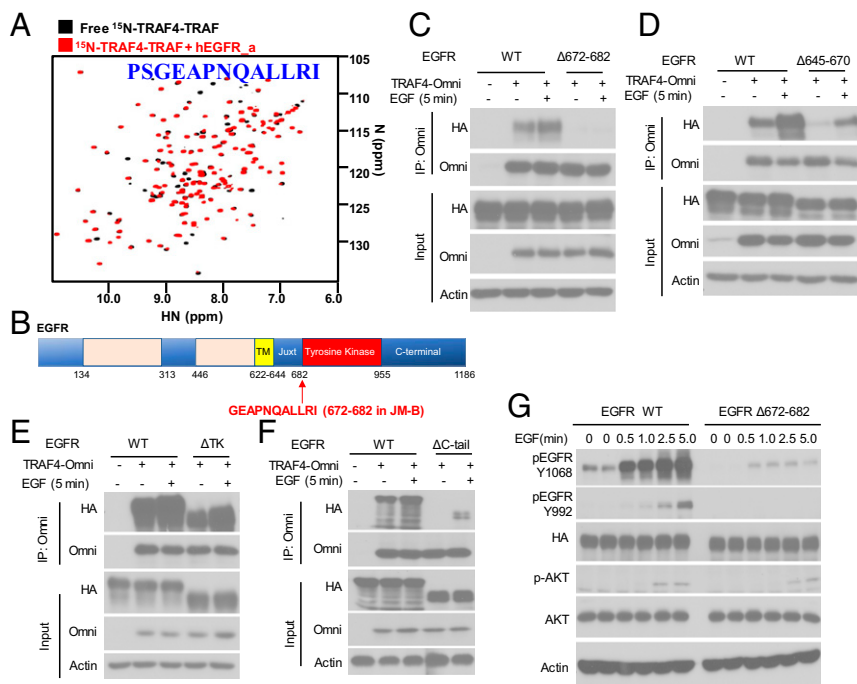 A
Free ¹⁵N-TRAF4-TRAF
¹⁵N-TRAF4-TRAF + hEGFR_a
PSGEAPNQALLRI
105
110
115
120
125
130
N (ppm)
10.0 9.0 8.0 7.0 6.0
HN (ppm)
B
EGFR
TM Juxt Tyrosine Kinase C-terminal
134 313 446 622-644 682 955 1186
GEAPNQALLRI (672-682 in JM-B)
C
EGFR WT Δ672-682
TRAF4-Omni - + + + +
EGF (5 min) - - + - +
IP: Omni
HA
Omni
Input
HA
Omni
Actin
D
EGFR WT Δ645-670
TRAF4-Omni - + + + +
EGF (5 min) - - + - +
IP: Omni
HA
Omni
Input
HA
Omni
Actin
E
EGFR WT ΔTK
TRAF4-Omni - + + + +
EGF (5 min) - - + - +
IP: Omni
HA
Omni
Input
HA
Omni
Actin
F
EGFR WT ΔC-tail
TRAF4-Omni - + + + +
EGF (5 min) - - + - +
IP: Omni
HA
Omni
Input
HA
Omni
Actin
G
EGFR WT EGFR Δ672-682
EGF(min) 0 0 0.5 1.0 2.5 5.0 0 0 0.5 1.0 2.5 5.0
pEGFR
Y1068
pEGFR
Y992
HA
p-AKT
AKT
Actin